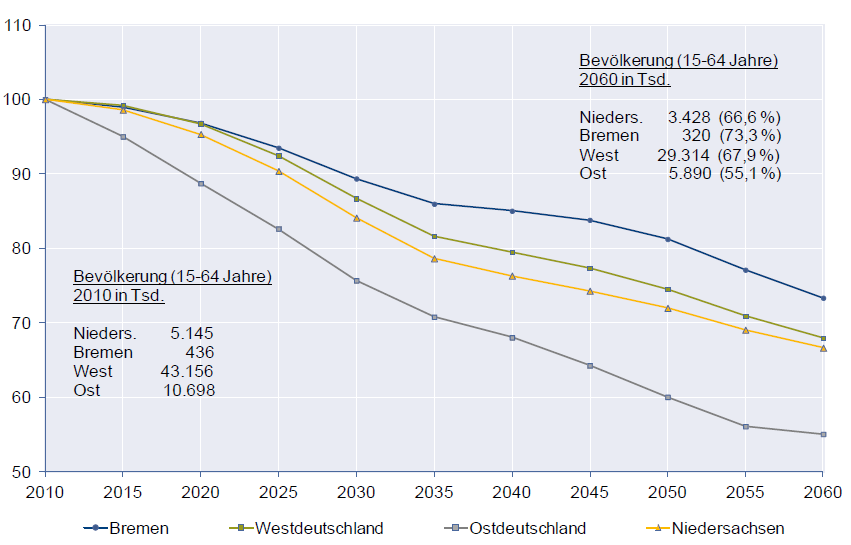 110
100
90
80
70
60
50
Bevölkerung (15-64 Jahre)
2060 in Tsd.
Nieders. 3.428 (66,6 %)
Bremen 320 (73,3 %)
West 29.314 (67,9 %)
Ost 5.890 (55,1 %)
Bevölkerung (15-64 Jahre)
2010 in Tsd.
Nieders. 5.145
Bremen 436
West 43.156
Ost 10.698
2010 2015 2020 2025 2030 2035 2040 2045 2050 2055 2060
Bremen Westdeutschland Ostdeutschland Niedersachsen